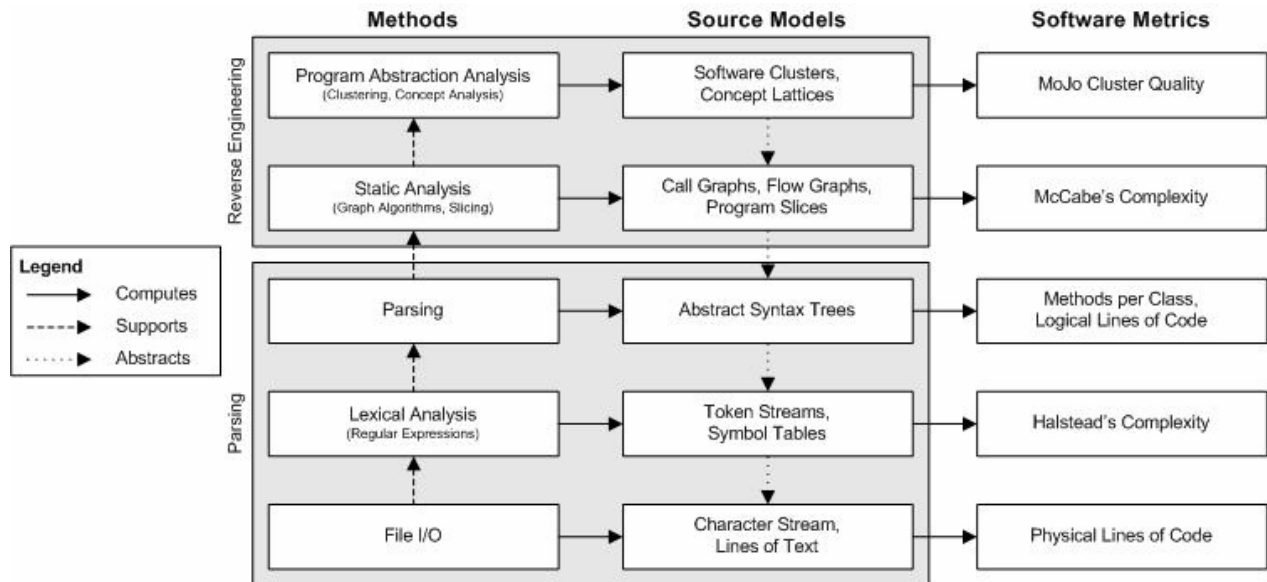 Methods
Source Models
Software Metrics
Reverse Engineering
Program Abstraction Analysis
(Clustering, Concept Analysis)
Software Clusters,
Concept Lattices
MoJo Cluster Quality
Static Analysis
(Graph Algorithms, Slicing)
Call Graphs, Flow Graphs,
Program Slices
McCabe's Complexity
Legend
Computes
Supports
Abstracts
Parsing
Parsing
Abstract Syntax Trees
Methods per Class,
Logical Lines of Code
Lexical Analysis
(Regular Expressions)
Token Streams,
Symbol Tables
Halstead's Complexity
File I/O
Character Stream,
Lines of Text
Physical Lines of Code